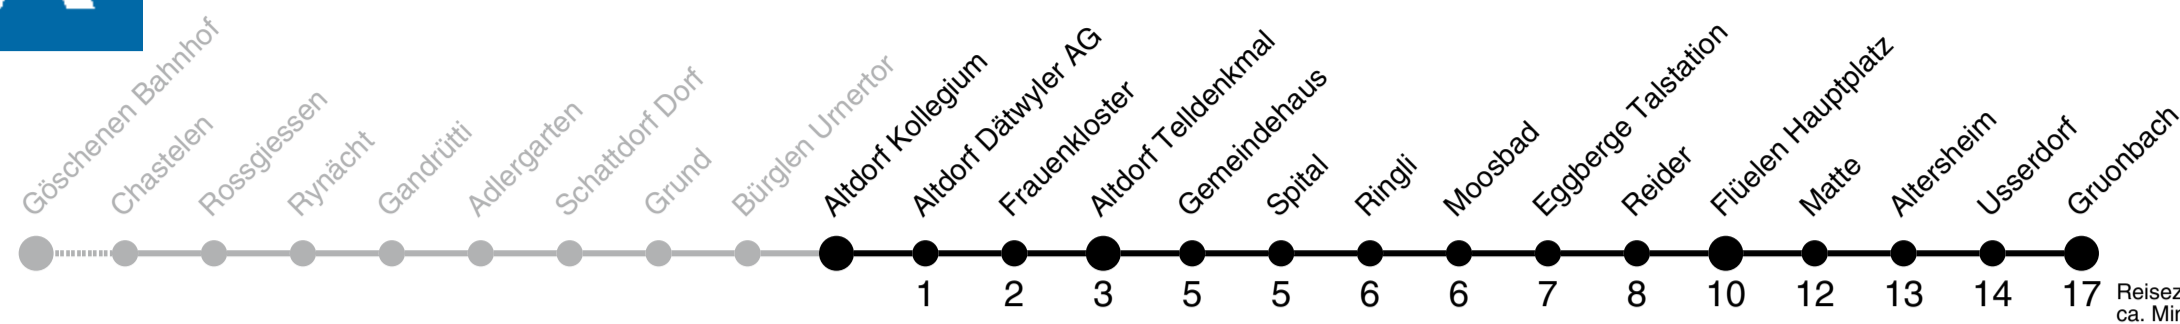 Göschenen Bahnhof
Chastelen
Rossgiessen
Rynächt
Gandrütti
Adlergarten
Schattdorf Dorf
Grund
Bürglen Urnertor
Altdorf Kollegium
Altdorf Dätwyler AG
Frauenkloster
Altdorf Telldenkmal
Gemeindehaus
Spital
Ringli
Moosbad
Eggberge Talstation
Reider
Flüelen Hauptplatz
Matte
Altersheim
Usserdorf
Gruonbach
1 2 3 5 5 6 6 7 8 10 12 13 14 17
ca.